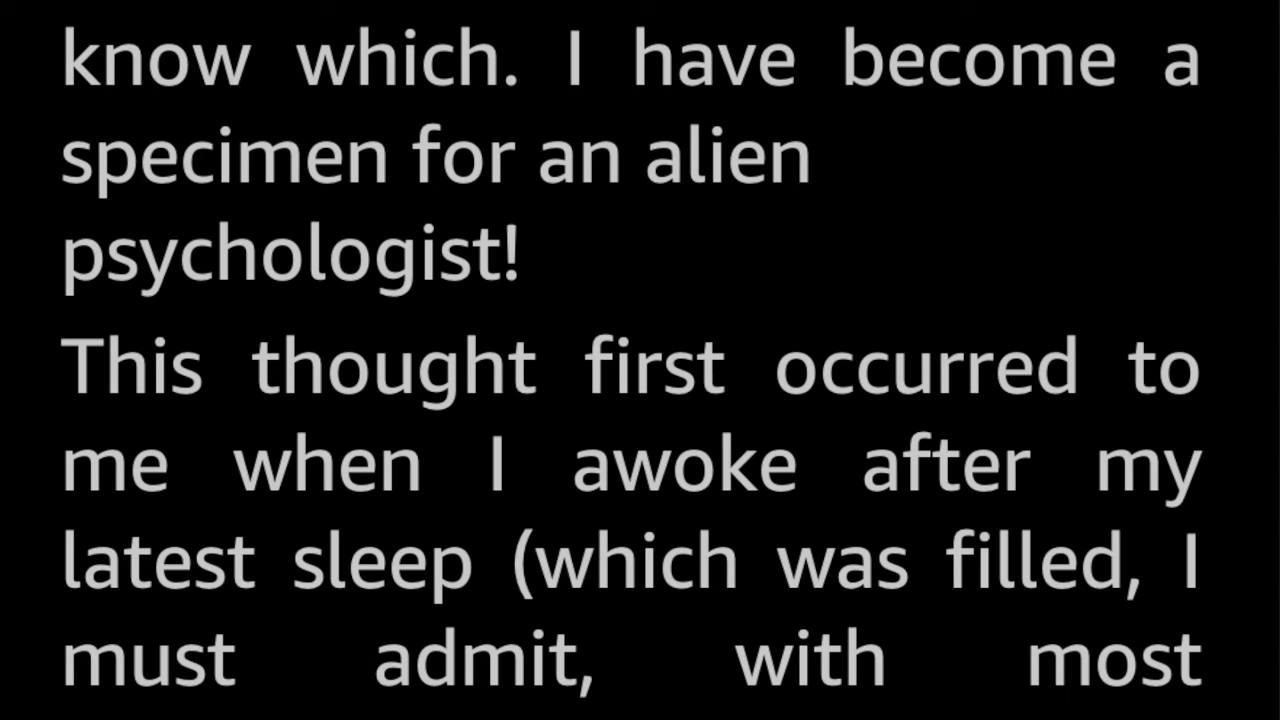 know which. I have become a
specimen for an alien
psychologist!
This thought first occurred to
me when I awoke after my
latest sleep (which was filled, I
must admit, with most